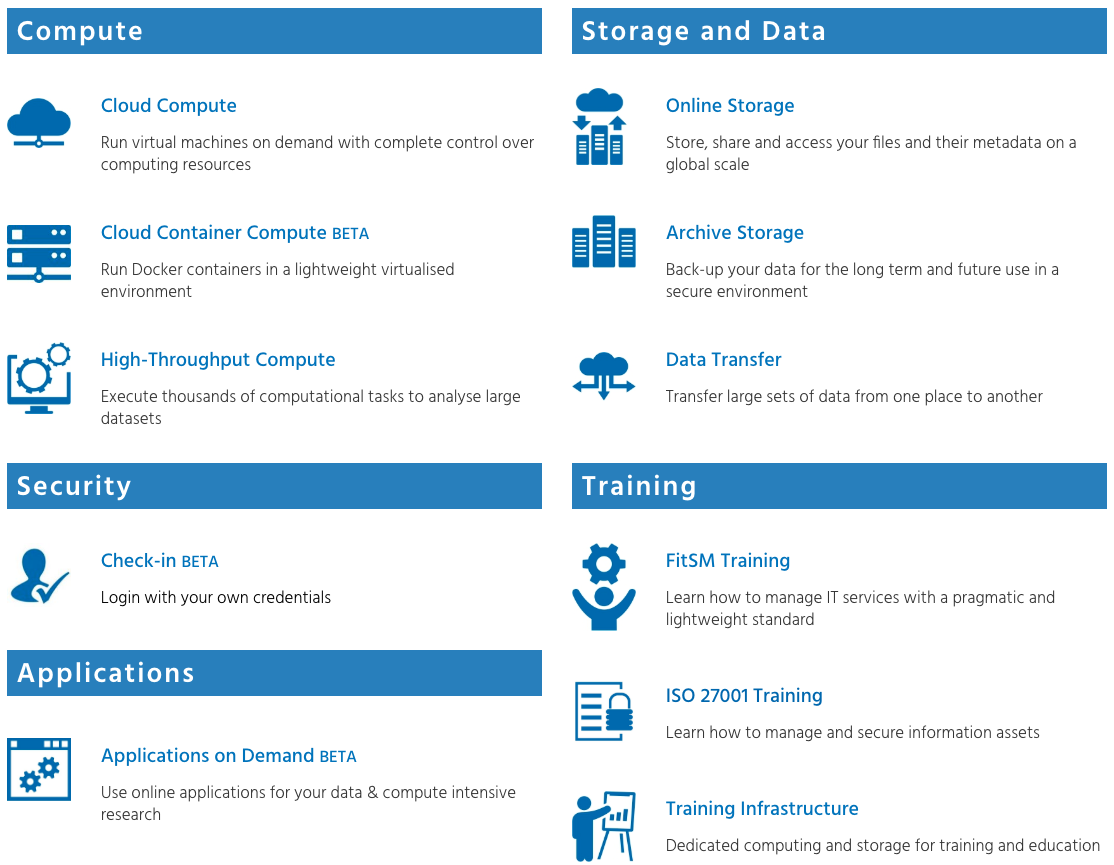 Compute
Cloud Compute
Run virtual machines on demand with complete control over
computing resources
Cloud Container Compute BETA
Run Docker containers in a lightweight virtualised
environment
High-Throughput Compute
Execute thousands of computational tasks to analyse large
datasets
Security
Check-in BETA
Login with your own credentials
Applications
Applications on Demand BETA
Use online applications for your data & compute intensive
research
Storage and Data
Online Storage
Store, share and access your files and their metadata on a
global scale
Archive Storage
Back-up your data for the long term and future use in a
secure environment
Data Transfer
Transfer large sets of data from one place to another
Training
FitSM Training
Learn how to manage IT services with a pragmatic and
lightweight standard
ISO 27001 Training
Learn how to manage and secure information assets
Training Infrastructure
Dedicated computing and storage for training and education